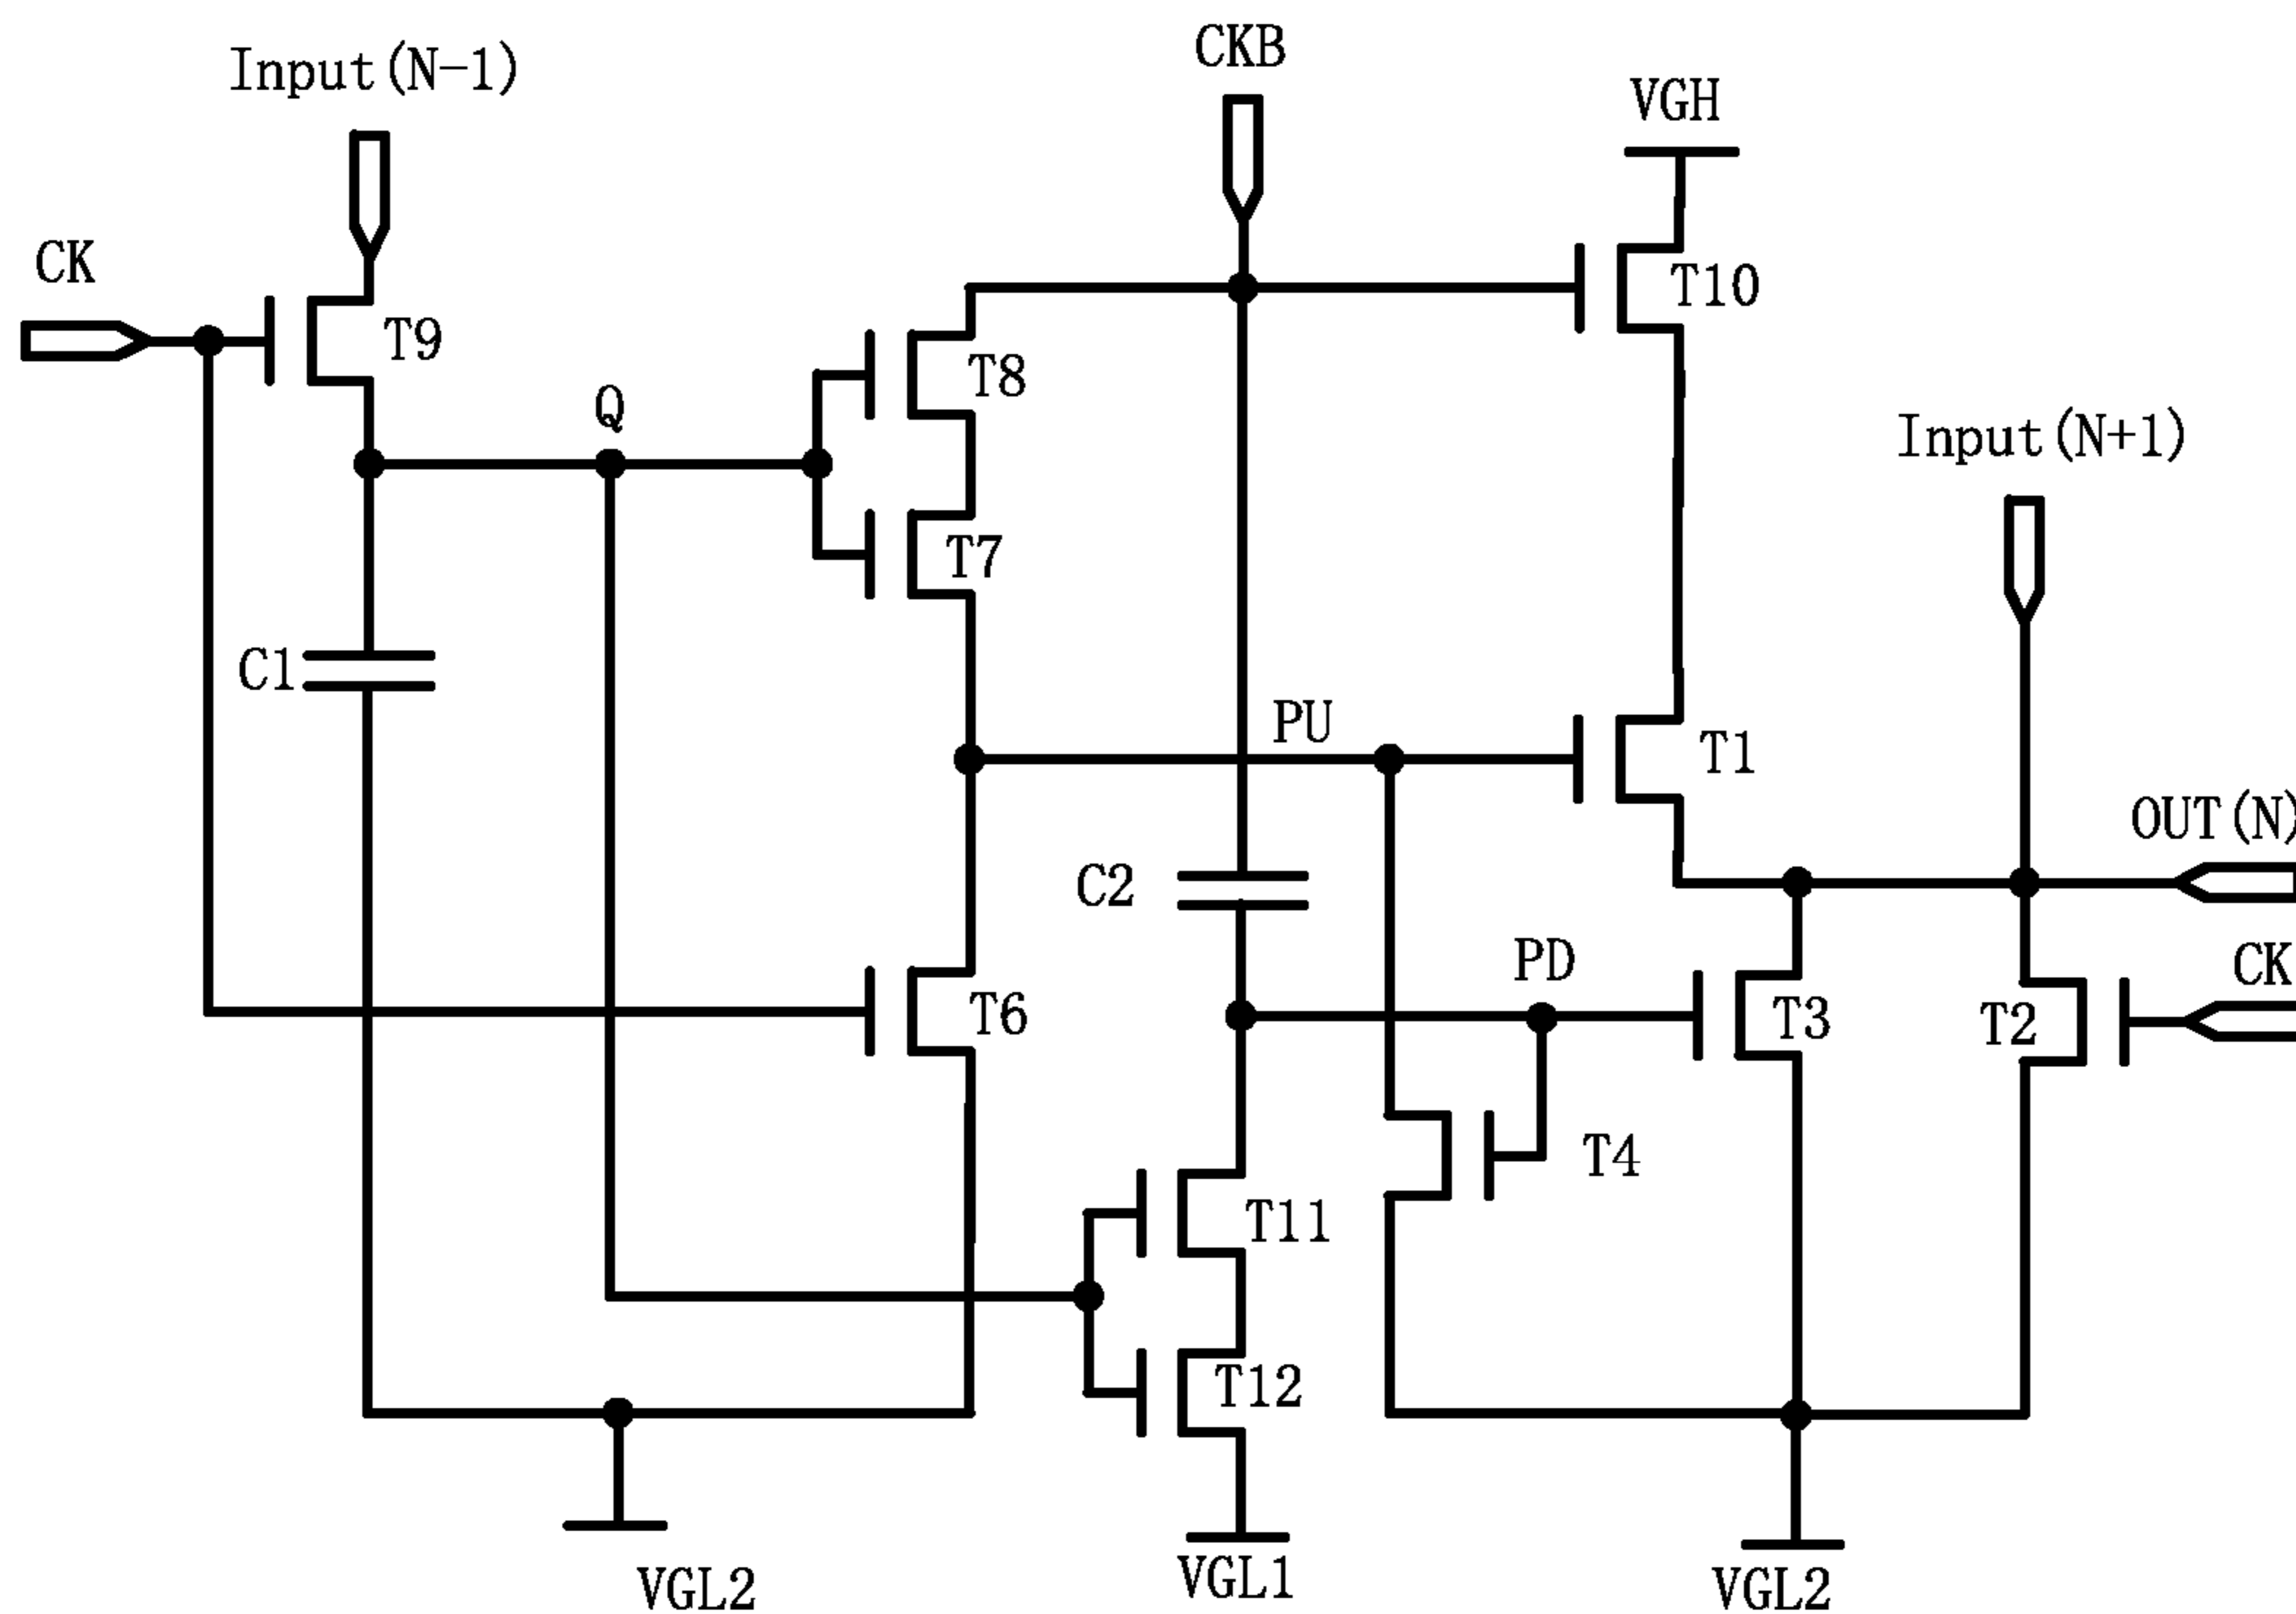 Input(N-1)
CKB
VGH
CK
T9
T10
T8
Q
Input(N+1)
T7
C1
PU
T1
OUT(N)
C2
PD
CK
T6
T3
T2
T4
T11
T12
VGL2
VGL1
VGL2